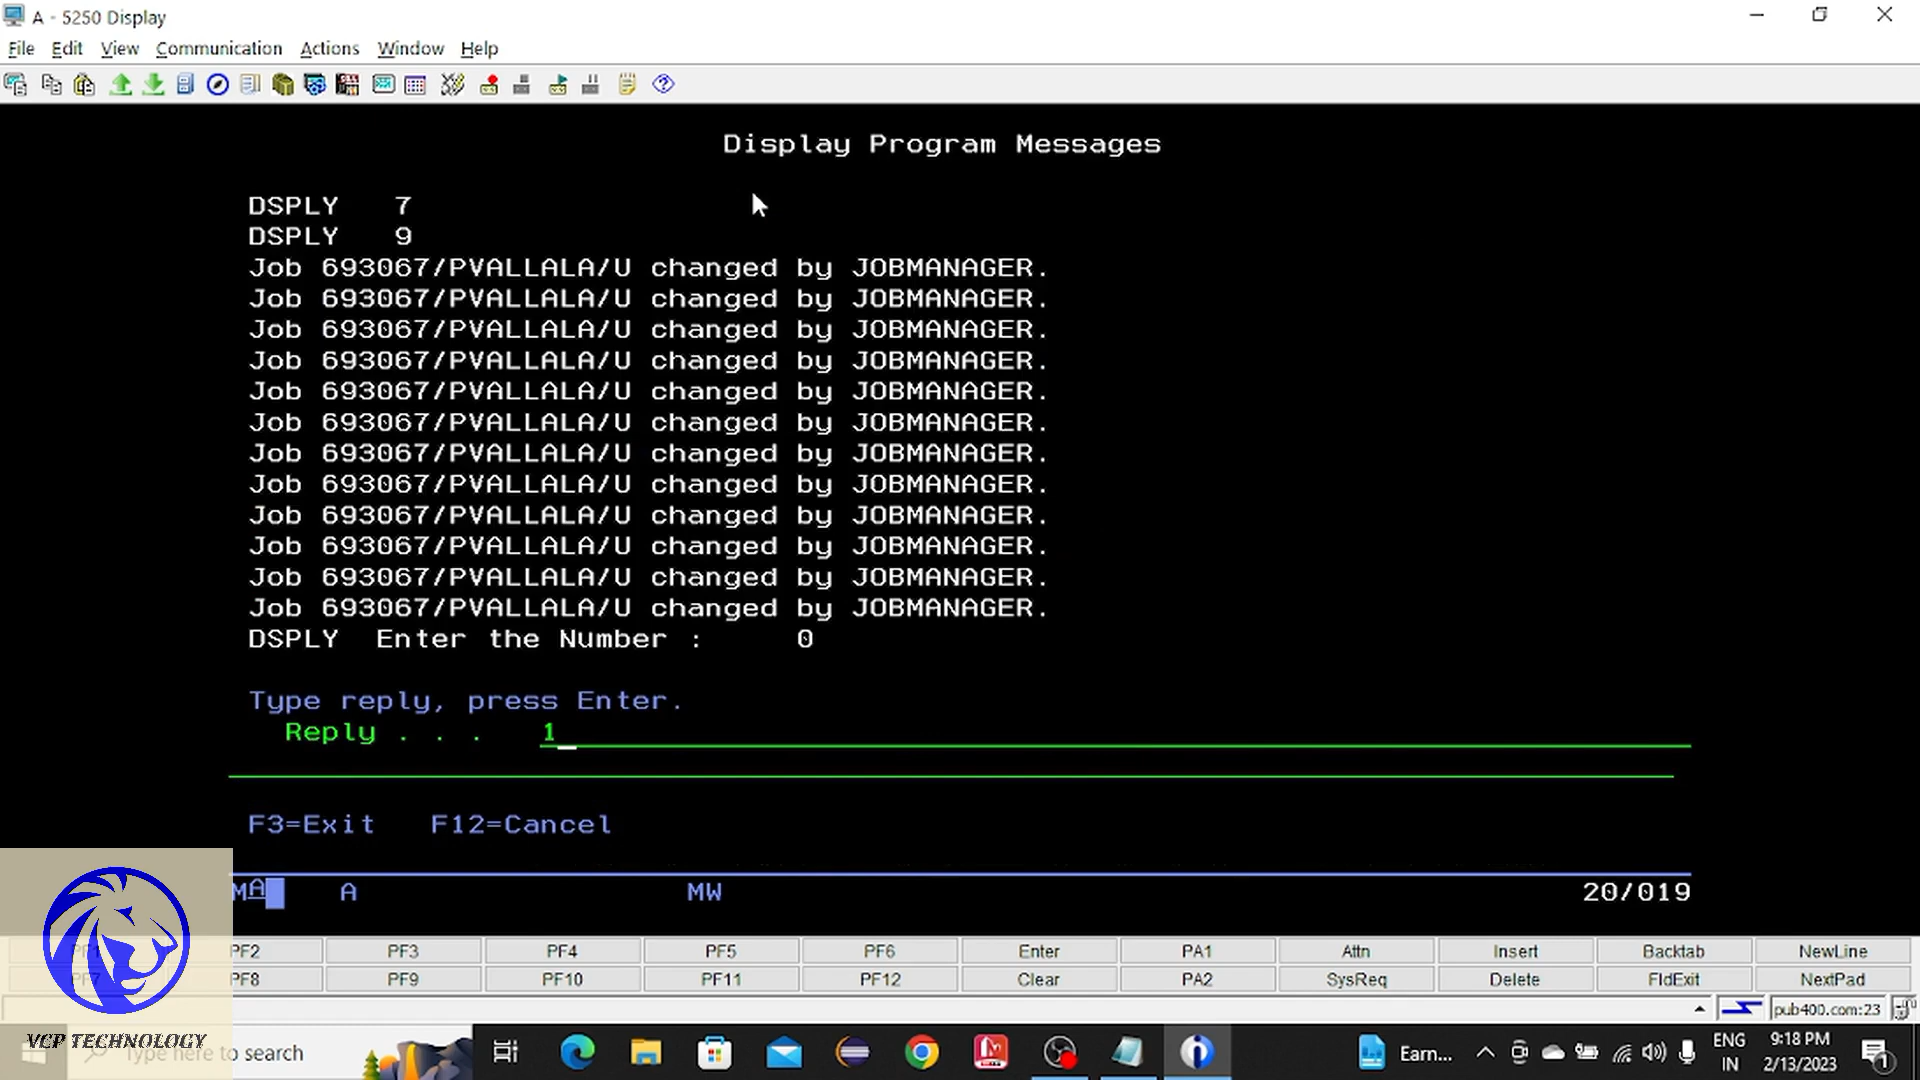 A - 5250 Display
File Edit View Communication Actions Window Help
Display Program Messages
DSPLY 7
DSPLY 9
Job 693067/PVALLALA/U changed by JOBMANAGER.
Job 693067/PVALLALA/U changed by JOBMANAGER.
Job 693067/PVALLALA/U changed by JOBMANAGER.
Job 693067/PVALLALA/U changed by JOBMANAGER.
Job 693067/PVALLALA/U changed by JOBMANAGER.
Job 693067/PVALLALA/U changed by JOBMANAGER.
Job 693067/PVALLALA/U changed by JOBMANAGER.
Job 693067/PVALLALA/U changed by JOBMANAGER.
Job 693067/PVALLALA/U changed by JOBMANAGER.
Job 693067/PVALLALA/U changed by JOBMANAGER.
Job 693067/PVALLALA/U changed by JOBMANAGER.
Job 693067/PVALLALA/U changed by JOBMANAGER.
DSPLY Enter the Number : 0
Type reply, press Enter.
Reply . . . 1
F3=Exit F12=Cancel
MA A MW 20/019
PF1 PF2 PF3 PF4 PF5 PF6 Enter PA1 Attn Insert Backtab NewLine
PF7 PF8 PF9 PF10 PF11 PF12 Clear PA2 SysReq Delete FldExit NextPad
pub400.com:23
VCP TECHNOLOGY
Type here to search
Earn...
ENG
IN
9:18 PM
2/13/2023
1